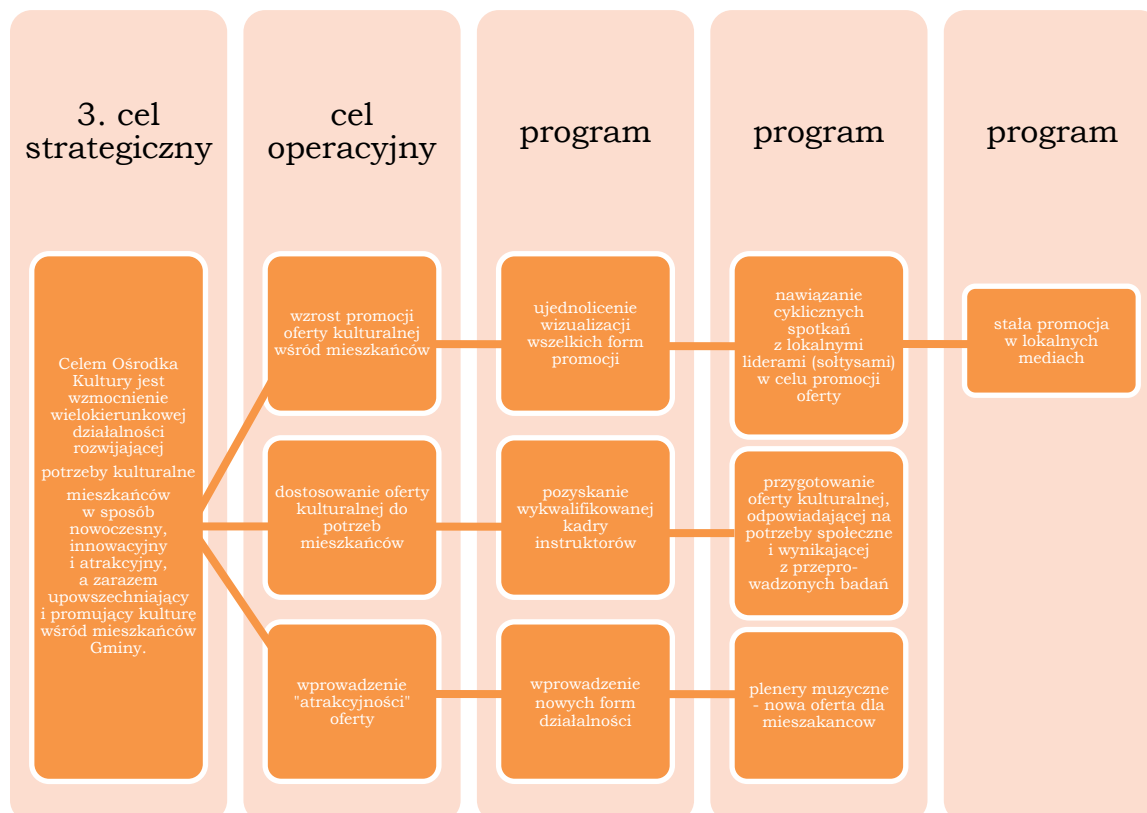 3. cel
strategiczny
cel
operacyjny
program
program
program
Celem Ośrodka
Kultury jest
wzmocnienie
wielokierunkowej
działalności
rozwijającej
potrzeby kulturalne
mieszkańców
w sposób
nowoczesny,
innowacyjny
i atrakcyjny,
a zarazem
upowszechniający
i promujący kulturę
wśród mieszkańców
Gminy.
wzrost promocji
oferty kulturalnej
wśród mieszkańców
ujednolicenie
wizualizacji
wszelkich form
promocji
nawiązanie
cyklicznych
spotkań
z lokalnymi
liderami (sołtysami)
w celu promocji
oferty
stała promocja
w lokalnych
mediach
dostosowanie oferty
kulturalnej do
potrzeb
mieszkańców
pozyskanie
wykwalifikowanej
kadry
instruktorów
przygotowanie
oferty kulturalnej,
odpowiadającej na
potrzeby społeczne
i wynikającej
z przepro-
wadzonych badań
wprowadzenie
"atrakcyjności"
oferty
wprowadzenie
nowych form
działalności
plenery muzyczne
- nowa oferta dla
mieszakancow